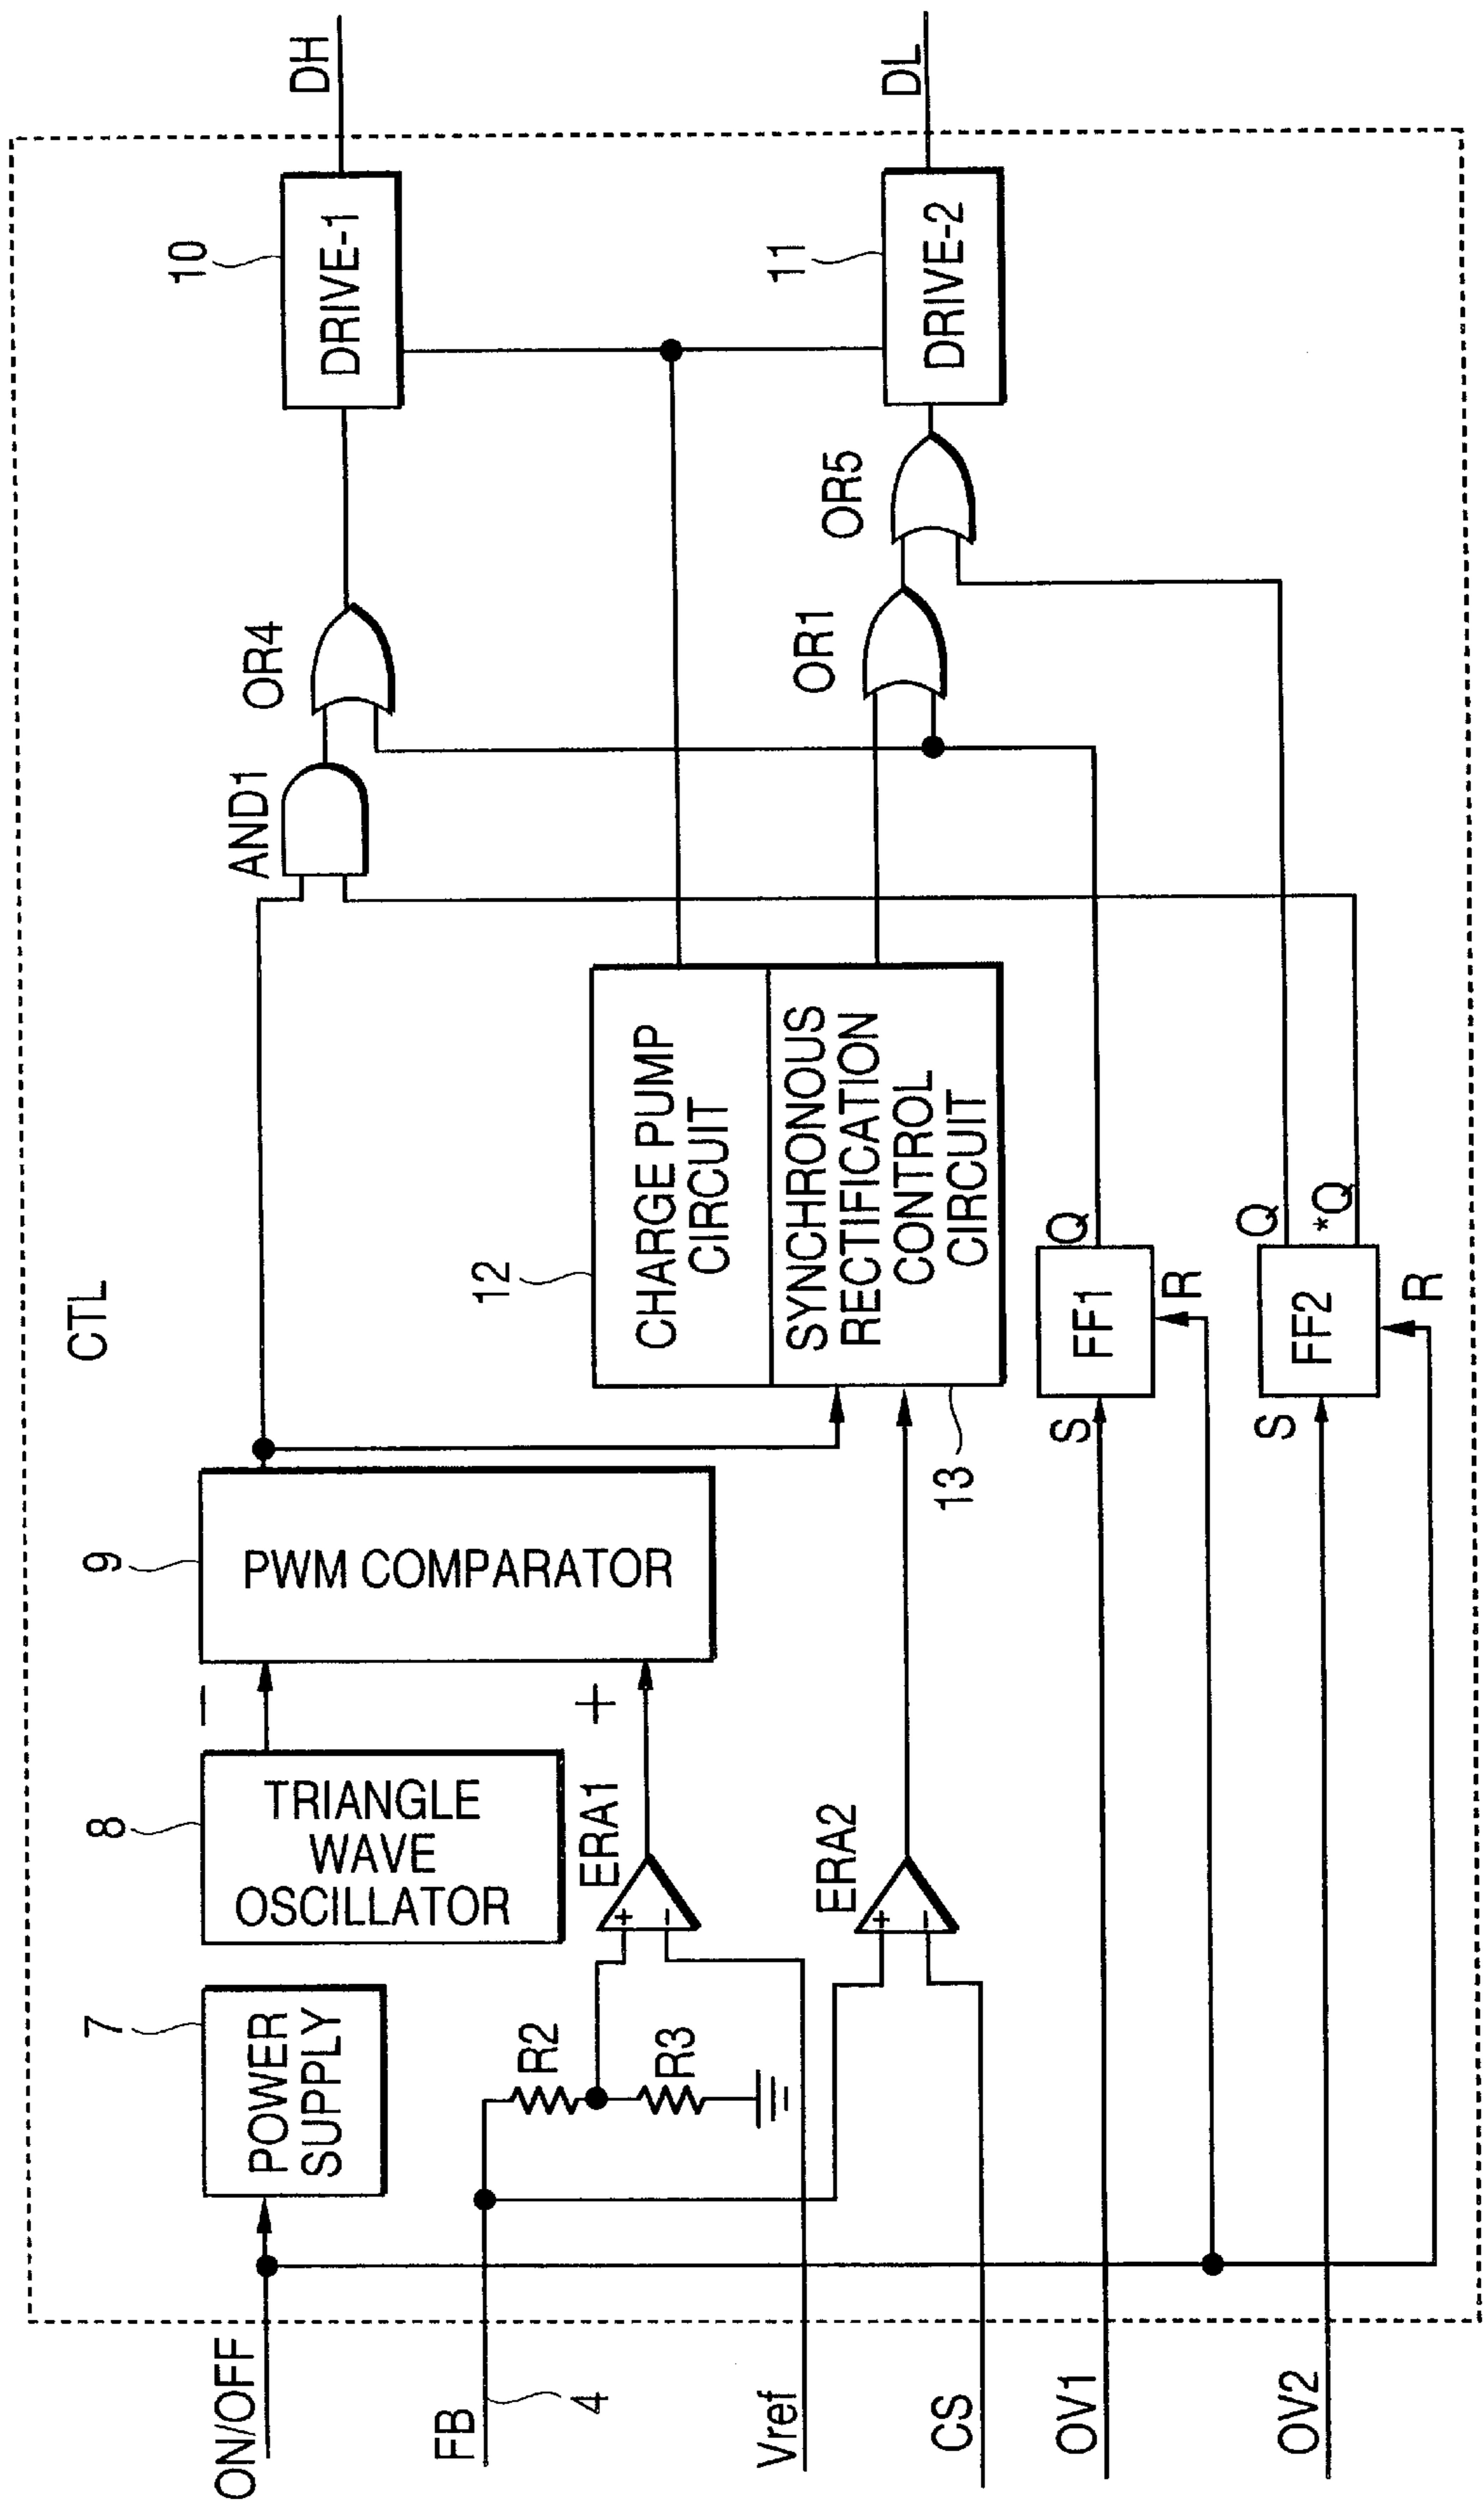 CTL
ON/OFF
FB
4
Vref
CS
OV1
OV2
7
POWER
SUPPLY
8
TRIANGLE
WAVE
OSCILLATOR
9
PWM COMPARATOR
−
+
R2
R3
ERA1
+
−
ERA2
+
−
12
CHARGE PUMP
CIRCUIT
SYNCHRONOUS
RECTIFICATION
CONTROL
CIRCUIT
13
S
FF1
Q
R
S
FF2
Q
*Q
R
AND1
OR4
OR1
OR5
10
DRIVE-1
11
DRIVE-2
DH
DL